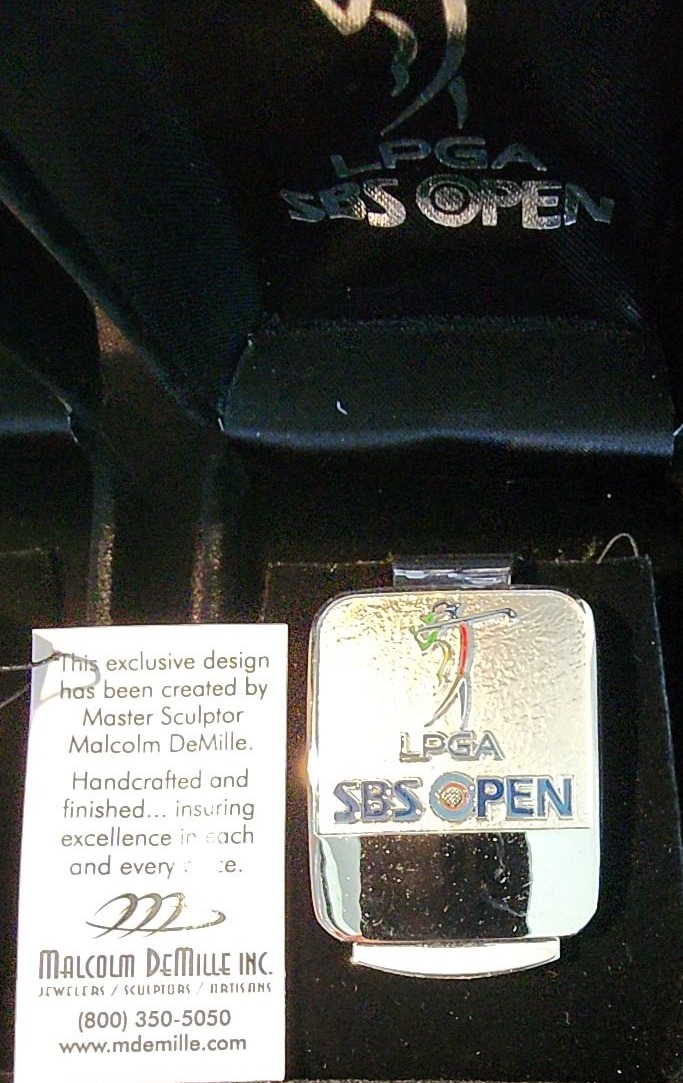 LPGA
SBS OPEN
LPGA
SBS OPEN
This exclusive design
has been created by
Master Sculptor
Malcolm DeMille.
Handcrafted and
finished... insuring
excellence in each
and every
MALCOLM DEMILLE INC.
JEWELERS / SCULPTORS / ARTISANS
(800) 350-5050
www.mdemille.com